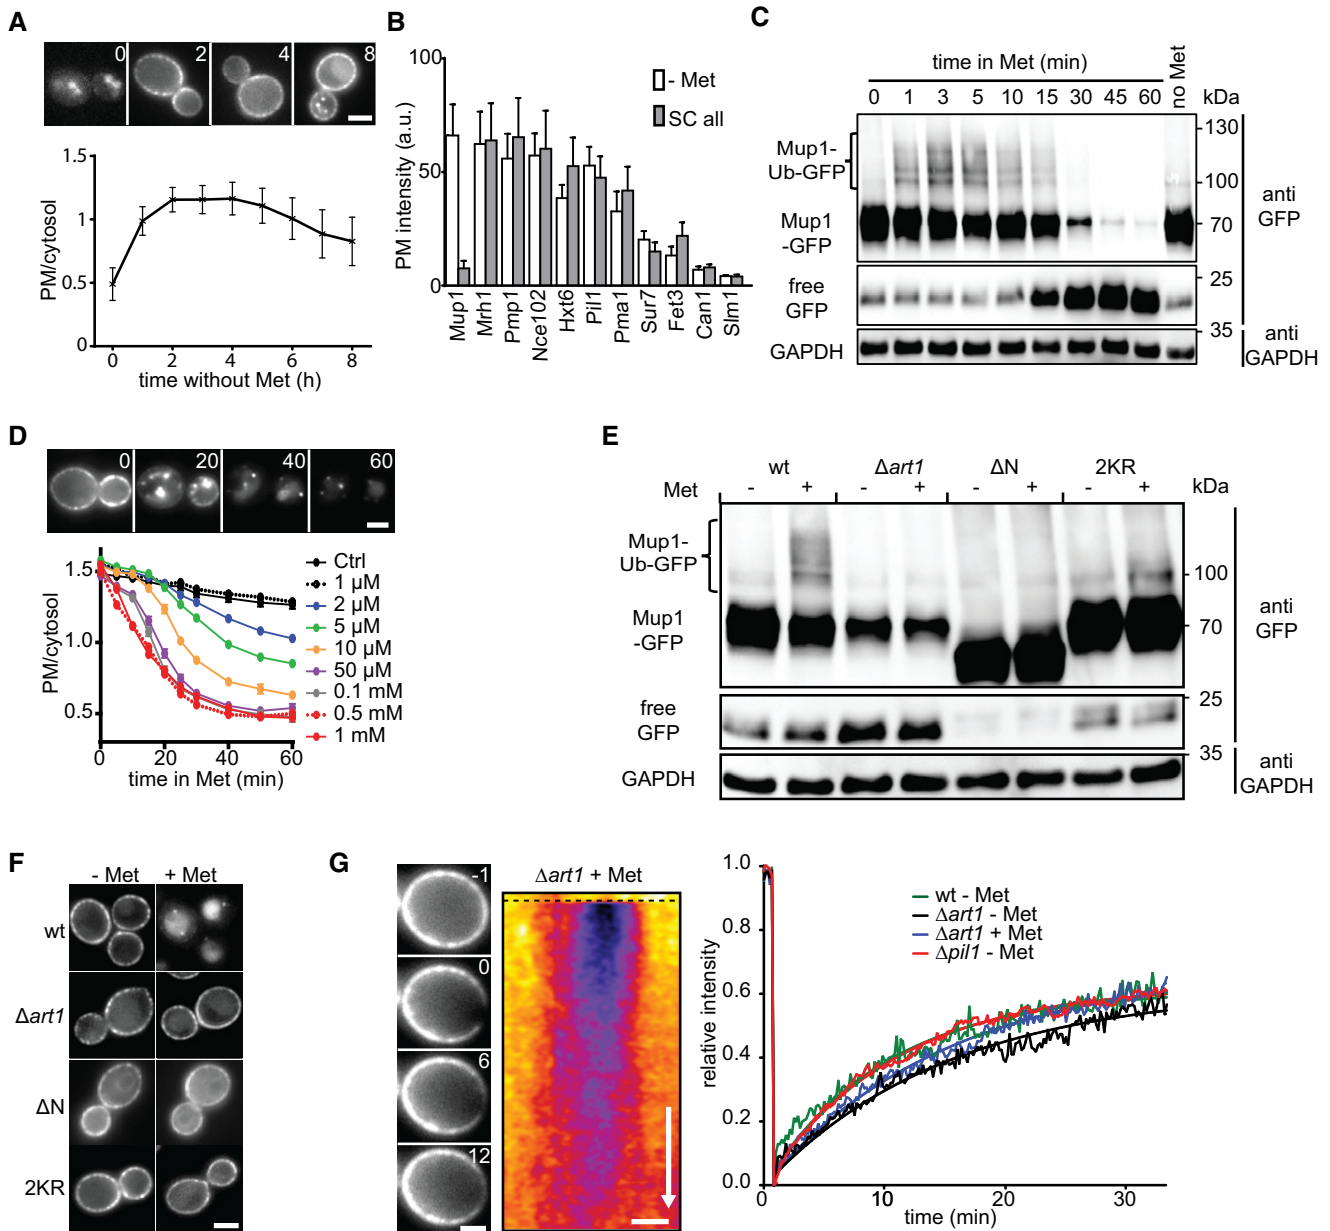 A
0 2 4 8
1.5
1
0.5
0
PM/cytosol
0 2 4 6 8
time without Met (h)
B
100
50
0
PM intensity (a.u.)
- Met
SC all
Mup1 Mrh1 Pmp1 Nce102 Hxt6 Pil1 Pma1 Sur7 Fet3 Can1 Slm1
C
time in Met (min)
0 1 3 5 10 15 30 45 60 no Met kDa
Mup1-
Ub-GFP
Mup1
-GFP
free
GFP
GAPDH
130
100
70
25
35
anti
GFP
anti
GAPDH
D
0 20 40 60
1.5
1.0
0.5
PM/cytosol
0 20 40 60
time in Met (min)
Ctrl
1 µM
2 µM
5 µM
10 µM
50 µM
0.1 mM
0.5 mM
1 mM
E
wt Δart1 ΔN 2KR
Met - + - + - + - + kDa
Mup1-
Ub-GFP
Mup1
-GFP
free
GFP
GAPDH
100
70
25
35
anti
GFP
anti
GAPDH
F
- Met + Met
wt
Δart1
ΔN
2KR
G
-1
0
6
12
Δart1 + Met
1.0
0.8
0.6
0.4
0.2
0.0
relative intensity
wt - Met
Δart1 - Met
Δart1 + Met
Δpil1 - Met
0 10 20 30
time (min)